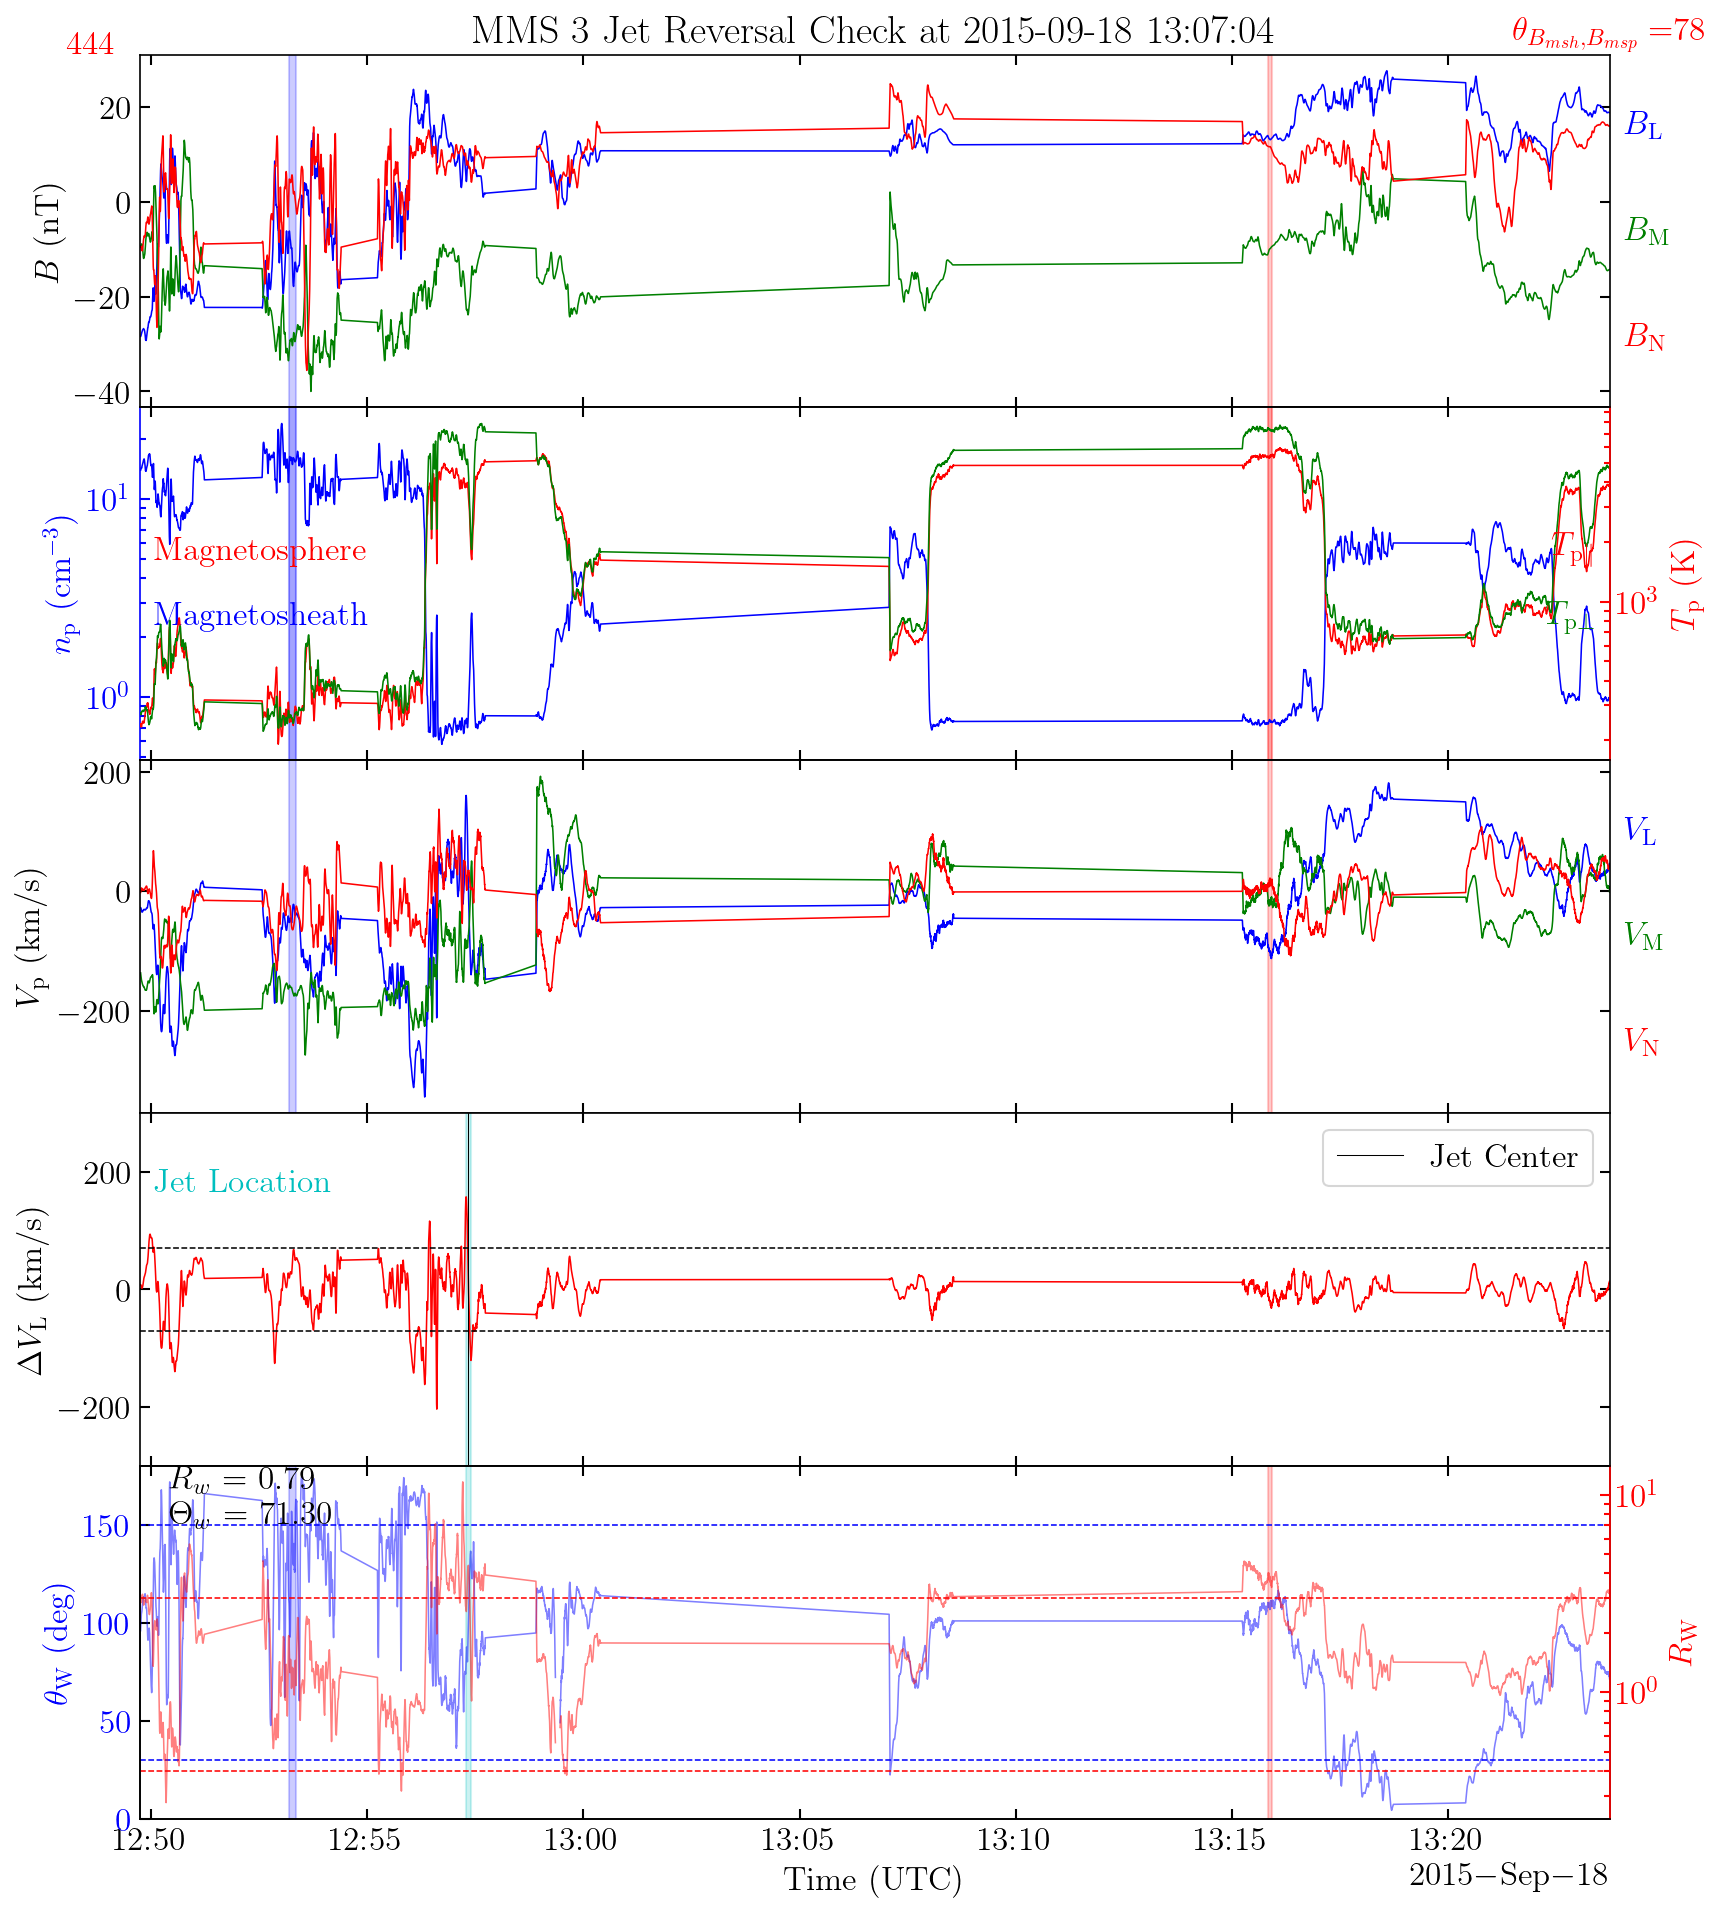 MMS 3 Jet Reversal Check at 2015-09-18 13:07:04
444
θ_{B_{msh},B_{msp}} =78
20
0
−20
−40
B (nT)
B_L
B_M
B_N
10^1
10^0
n_p (cm^{−3})
Magnetosphere
Magnetosheath
T_{p∥}
T_{p⊥}
10^3
T_p (K)
200
0
−200
V_p (km/s)
V_L
V_M
V_N
200
0
−200
ΔV_L (km/s)
Jet Location
Jet Center
R_w = 0.79
Θ_w = 71.30
150
100
50
0
θ_W (deg)
10^1
10^0
R_W
12:50 12:55 13:00 13:05 13:10 13:15 13:20
2015−Sep−18
Time (UTC)